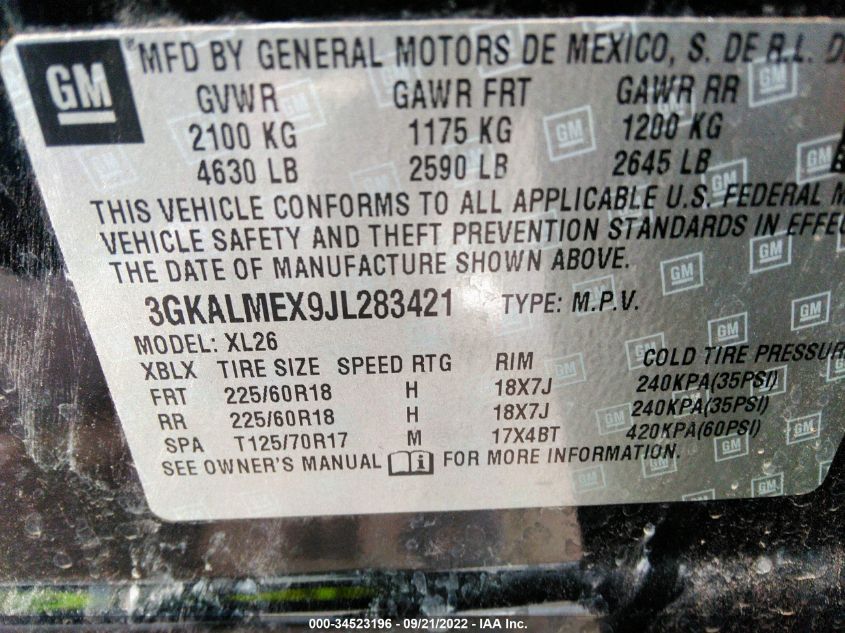 GM
MFD BY GENERAL MOTORS DE MEXICO, S. DE R.L. D
GVWR GAWR FRT GAWR RR
2100 KG 1175 KG 1200 KG
4630 LB 2590 LB 2645 LB
THIS VEHICLE CONFORMS TO ALL APPLICABLE U.S. FEDERAL M
VEHICLE SAFETY AND THEFT PREVENTION STANDARDS IN EFFEC
THE DATE OF MANUFACTURE SHOWN ABOVE.
3GKALMEX9JL283421 TYPE: M.P.V.
MODEL: XL26
XBLX TIRE SIZE SPEED RTG RIM COLD TIRE PRESSUR
FRT 225/60R18 H 18X7J 240KPA(35PSI)
RR 225/60R18 H 18X7J 240KPA(35PSI)
SPA T125/70R17 M 17X4BT 420KPA(60PSI)
SEE OWNER'S MANUAL i FOR MORE INFORMATION.
000-34523196 - 09/21/2022 - IAA Inc.